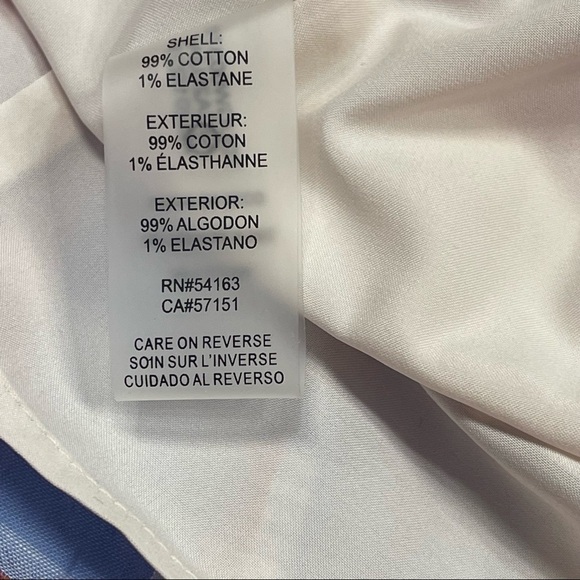 SHELL:
99% COTTON
1% ELASTANE
EXTERIEUR:
99% COTON
1% ÉLASTHANNE
EXTERIOR:
99% ALGODON
1% ELASTANO
RN#54163
CA#57151
CARE ON REVERSE
SO1N SUR L'INVERSE
CUIDADO AL REVERSO